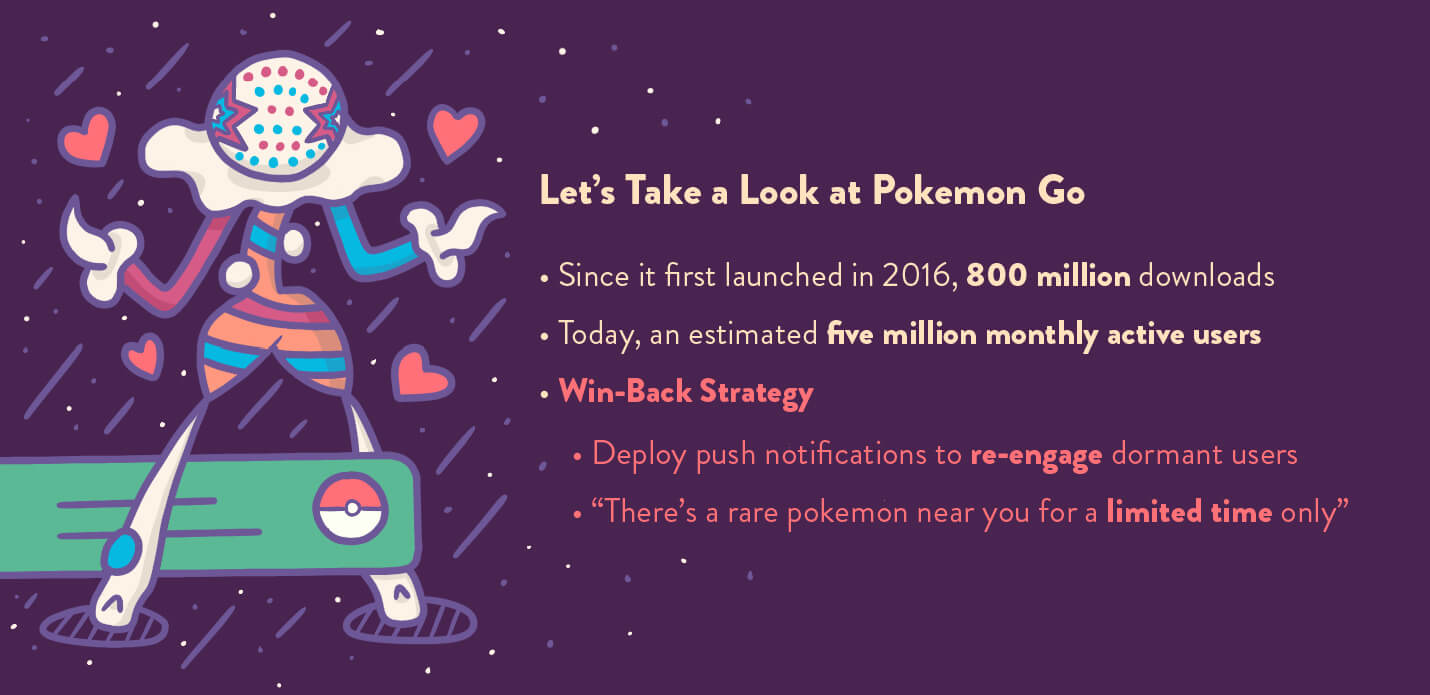 Let’s Take a Look at Pokemon Go
• Since it first launched in 2016, 800 million downloads
• Today, an estimated five million monthly active users
• Win-Back Strategy
• Deploy push notifications to re-engage dormant users
• “There’s a rare pokemon near you for a limited time only”